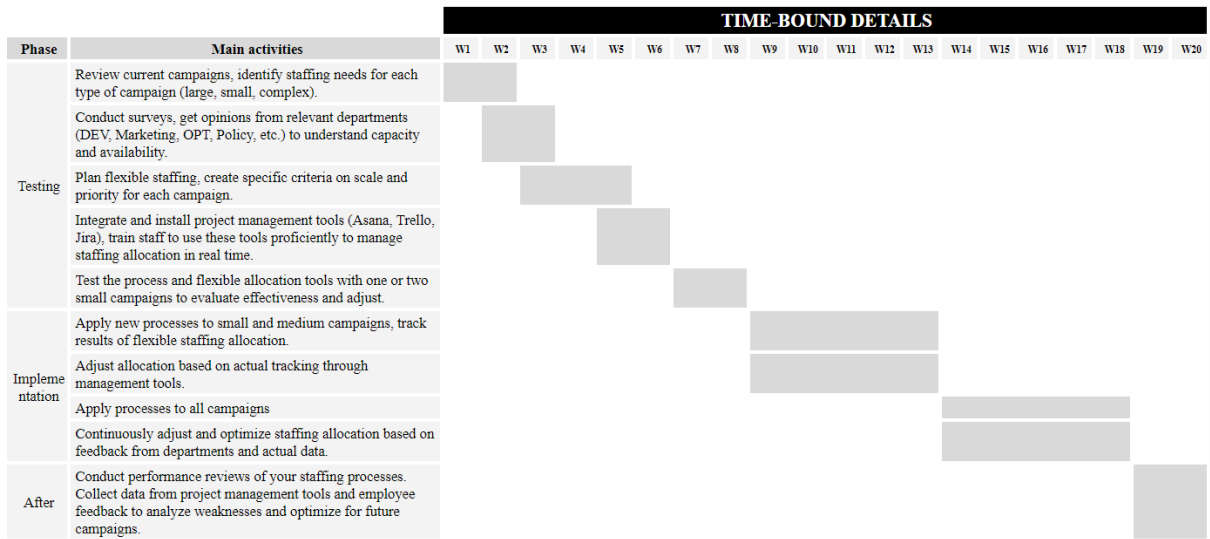 TIME-BOUND DETAILS
Phase Main activities W1 W2 W3 W4 W5 W6 W7 W8 W9 W10 W11 W12 W13 W14 W15 W16 W17 W18 W19 W20
Testing
Review current campaigns, identify staffing needs for each
type of campaign (large, small, complex).
Conduct surveys, get opinions from relevant departments
(DEV, Marketing, OPT, Policy, etc.) to understand capacity
and availability.
Plan flexible staffing, create specific criteria on scale and
priority for each campaign.
Integrate and install project management tools (Asana, Trello,
Jira), train staff to use these tools proficiently to manage
staffing allocation in real time.
Test the process and flexible allocation tools with one or two
small campaigns to evaluate effectiveness and adjust.
Impleme
ntation
Apply new processes to small and medium campaigns, track
results of flexible staffing allocation.
Adjust allocation based on actual tracking through
management tools.
Apply processes to all campaigns
Continuously adjust and optimize staffing allocation based on
feedback from departments and actual data.
After
Conduct performance reviews of your staffing processes.
Collect data from project management tools and employee
feedback to analyze weaknesses and optimize for future
campaigns.